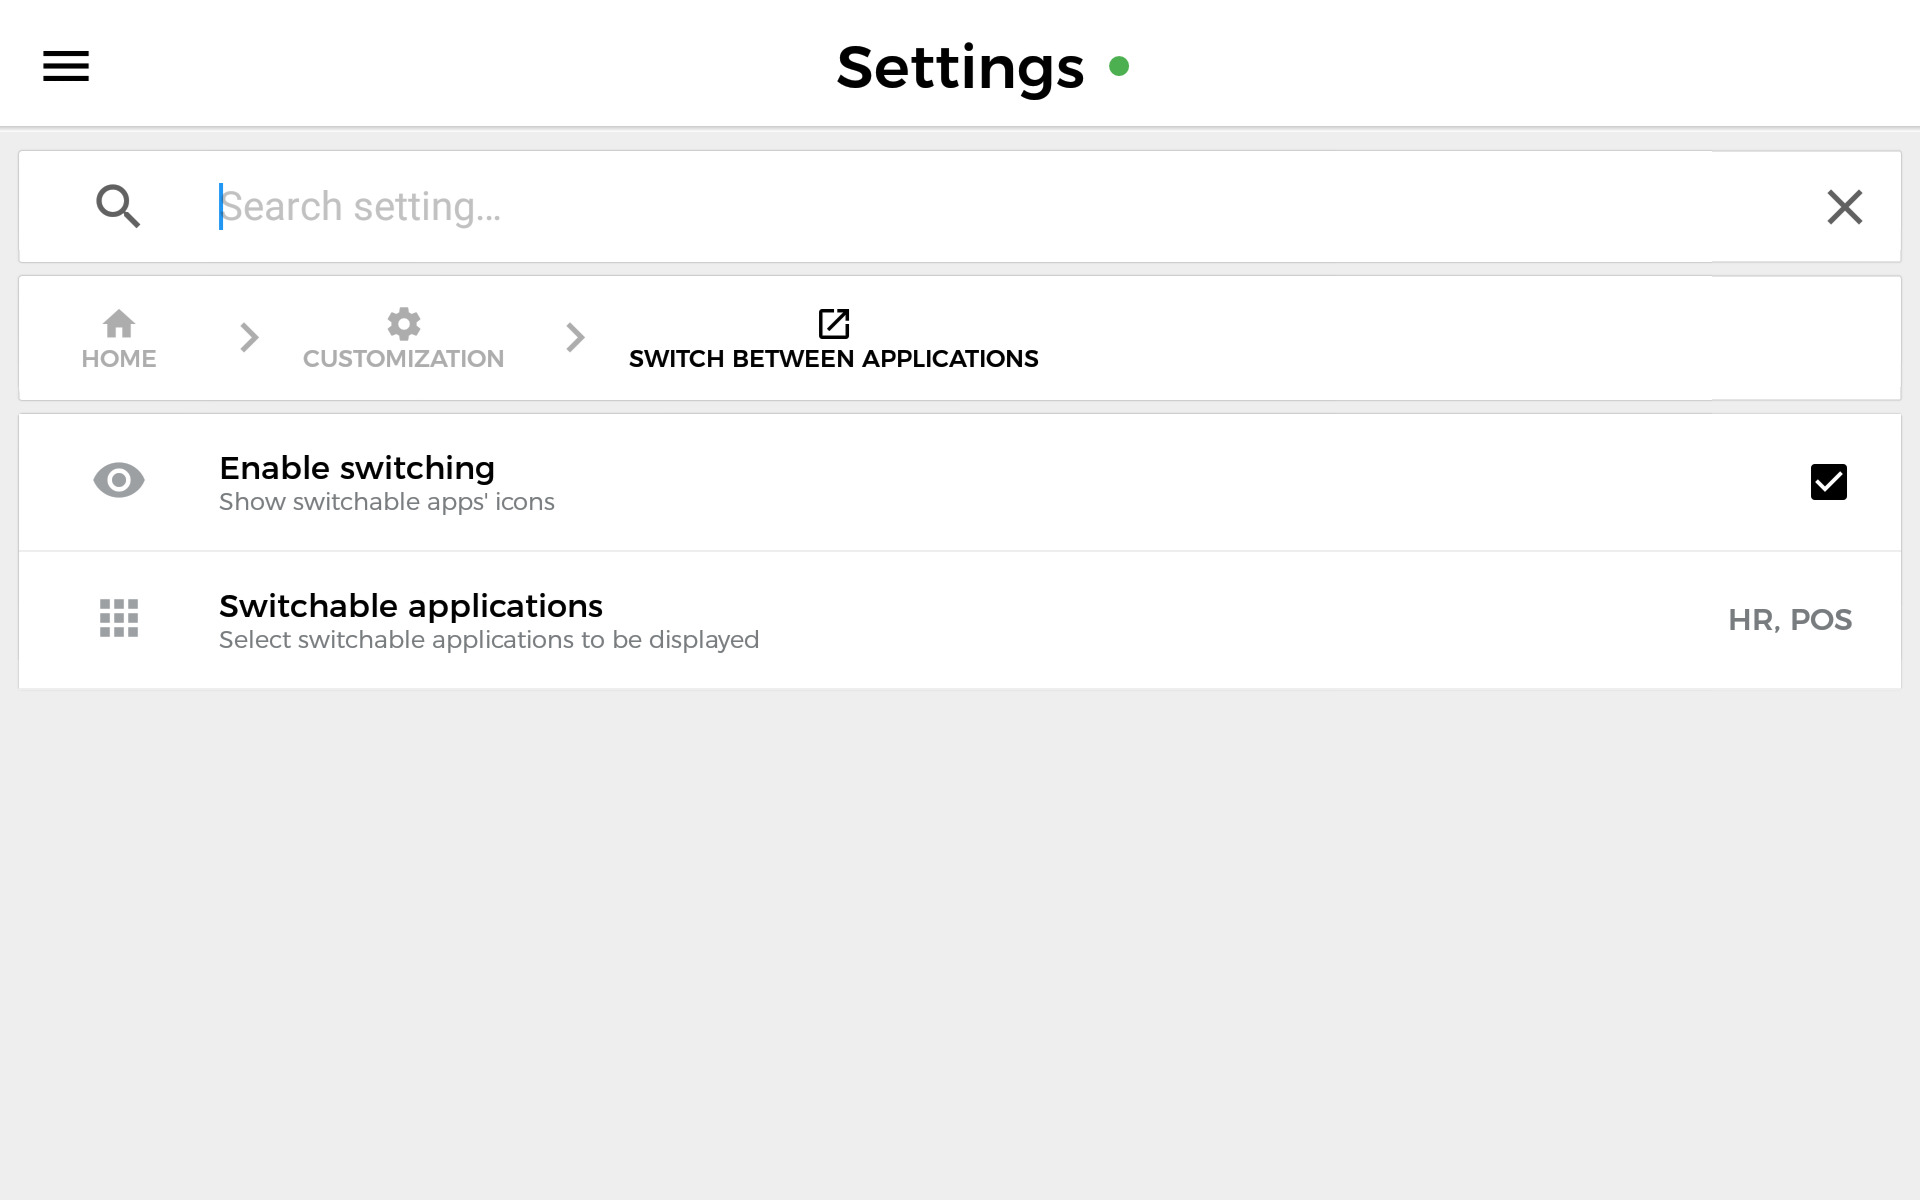 Settings
Search setting...
HOME
CUSTOMIZATION
SWITCH BETWEEN APPLICATIONS
Enable switching
Show switchable apps' icons
Switchable applications
Select switchable applications to be displayed
HR, POS